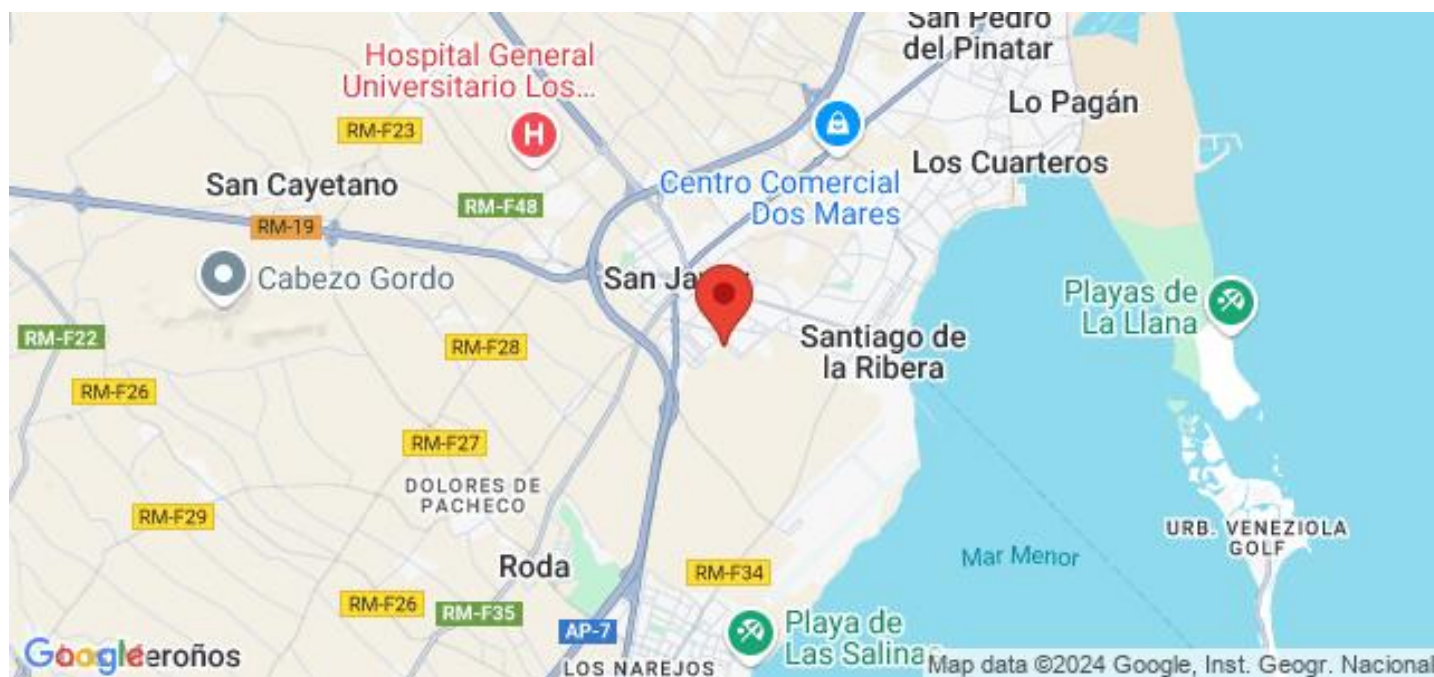 San Pedro
del Pinatar
Hospital General
Universitario Los...
H
Lo Pagán
RM-F23
Los Cuarteros
San Cayetano
Centro Comercial
Dos Mares
RM-F48
RM-19
Cabezo Gordo
San Ja
Playas de
La Llana
RM-F22
RM-F28
Santiago de
la Ribera
RM-F26
RM-F27
DOLORES DE
PACHECO
RM-F29
URB. VENEZIOLA
GOLF
Mar Menor
Roda
RM-F34
RM-F26
RM-F35
AP-7
Playa de
Las Salinas
Google
eroños
LOS NAREJOS
Map data ©2024 Google, Inst. Geogr. Nacional